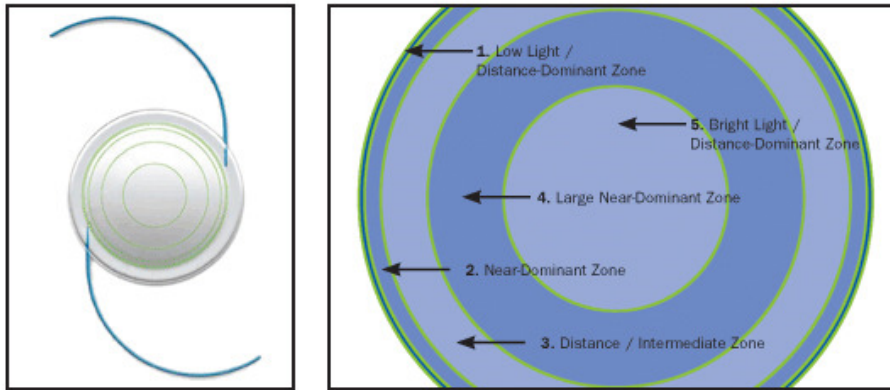 1. Low Light /
Distance-Dominant Zone
5. Bright Light /
Distance-Dominant Zone
4. Large Near-Dominant Zone
2. Near-Dominant Zone
3. Distance / Intermediate Zone